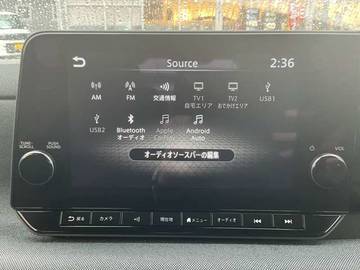 Source
2:36
AM
FM
交通情報
TV1
自宅エリア
TV2
おでかけエリア
USB1
USB2
Bluetooth
オーディオ
Apple
CarPlay
Android
Auto
オーディオソースバーの編集
TUNE
SCROLL
PUSH
SOUND
VOL
戻る
カメラ
現在地
メニュー
オーディオ